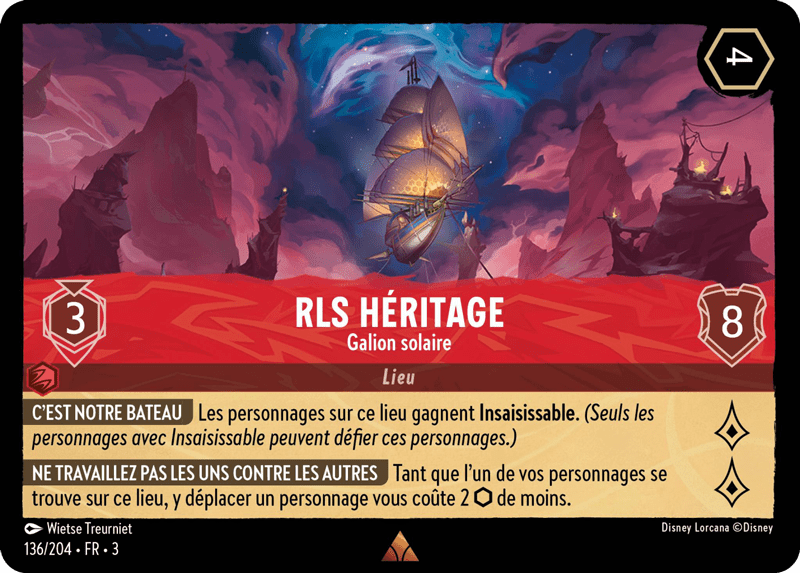 4
3
RLS HÉRITAGE
8
Galion solaire
Lieu
C'EST NOTRE BATEAU Les personnages sur ce lieu gagnent Insaisissable. (Seuls les
personnages avec Insaisissable peuvent défier ces personnages.)
NE TRAVAILLEZ PAS LES UNS CONTRE LES AUTRES Tant que l'un de vos personnages se
trouve sur ce lieu, y déplacer un personnage vous coûte 2 ⬡ de moins.
Wietse Treurniet
Disney Lorcana ©Disney
136/204 • FR • 3